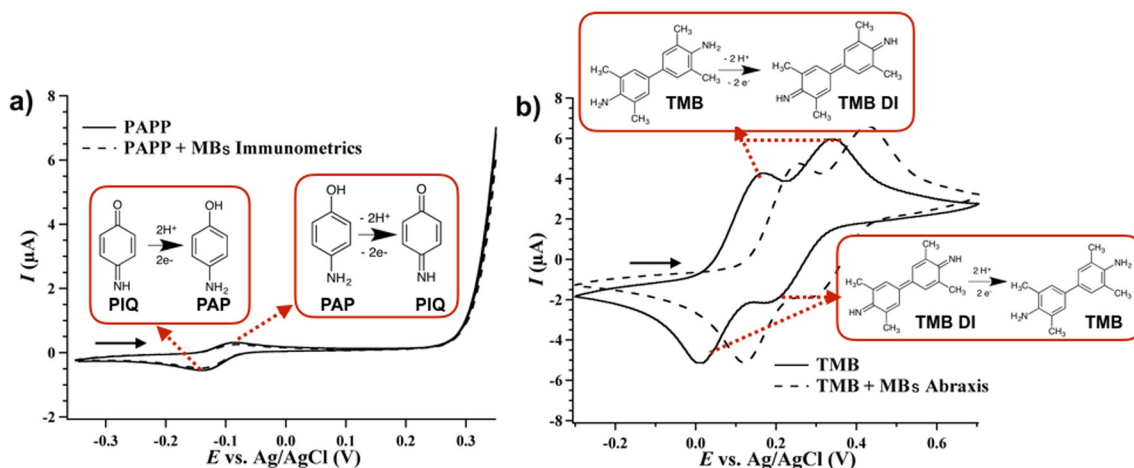 a)
PAPP
PAPP + MBs Immunometrics
8
6
4
2
0
-2
I (µA)
O
NH
PIQ
2H⁺
2e-
OH
NH₂
PAP
OH
NH₂
PAP
- 2H⁺
- 2e-
O
NH
PIQ
-0.3
-0.2
-0.1
0.0
0.1
0.2
0.3
E vs. Ag/AgCl (V)
b)
CH₃
NH₂
H₃C
CH₃
H₂N
CH₃
TMB
- 2 H⁺
- 2 e⁻
CH₃
NH
H₃C
CH₃
HN
CH₃
TMB DI
8
6
4
2
0
-2
-4
-6
-8
I (µA)
CH₃
NH
H₃C
CH₃
HN
CH₃
TMB DI
2 H⁺
2 e⁻
CH₃
NH₂
H₃C
CH₃
H₂N
CH₃
TMB
TMB
TMB + MBs Abraxis
-0.2
0.0
0.2
0.4
0.6
E vs. Ag/AgCl (V)